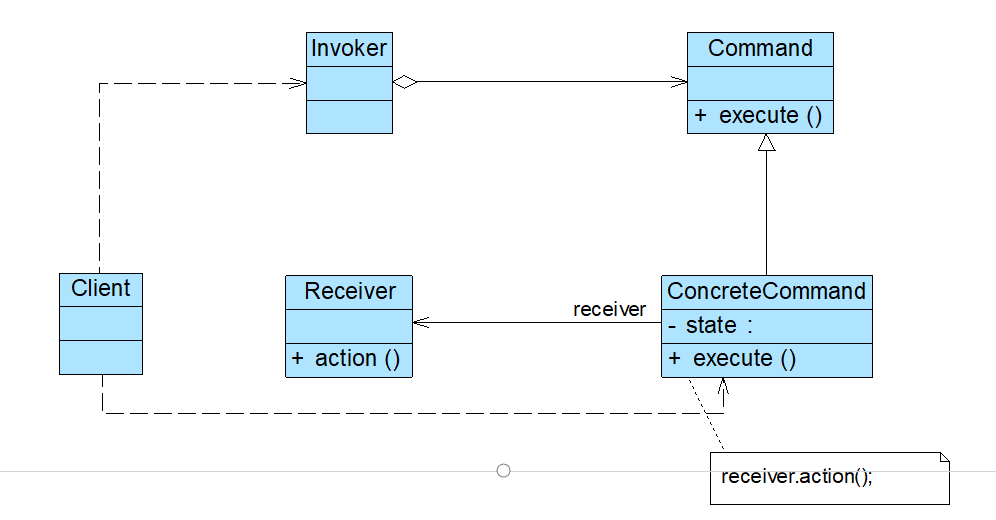 Invoker
Command
+ execute ()
Client
Receiver
+ action ()
receiver
ConcreteCommand
- state :
+ execute ()
receiver.action();